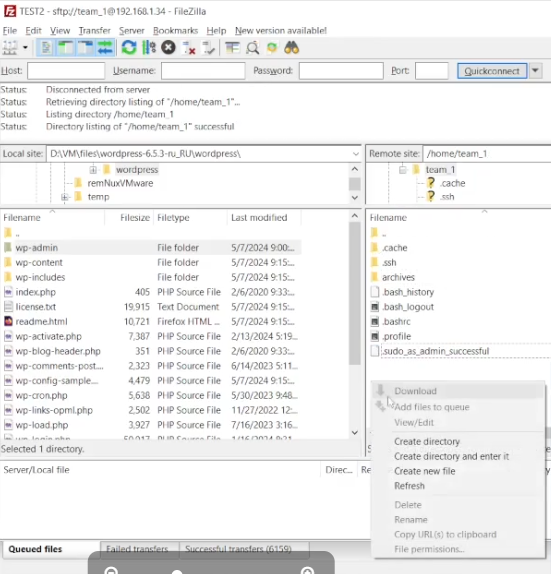 TEST2 - sftp://team_1@192.168.1.34 - FileZilla
File Edit View Transfer Server Bookmarks Help New version available!
Host: Username: Password: Port: Quickconnect
Status: Disconnected from server
Status: Retrieving directory listing of "/home/team_1"...
Status: Listing directory /home/team_1
Status: Directory listing of "/home/team_1" successful
Local site: D:\VM\files\wordpress-6.5.3-ru_RU\wordpress\
wordpress
remNuxVMware
temp
Remote site: /home/team_1
team_1
.cache
.ssh
Filename Filesize Filetype Last modified
..
wp-admin File folder 5/7/2024 9:00:...
wp-content File folder 5/7/2024 9:15:...
wp-includes File folder 5/7/2024 9:15:...
index.php 405 PHP Source File 2/6/2020 9:33:...
license.txt 19,915 Text Document 5/7/2024 9:15:...
readme.html 10,721 Firefox HTML ... 5/7/2024 9:15:...
wp-activate.php 7,387 PHP Source File 2/13/2024 5:19...
wp-blog-header.php 351 PHP Source File 2/6/2020 9:33:...
wp-comments-post.... 2,323 PHP Source File 6/14/2023 5:11...
wp-config-sample.... 4,479 PHP Source File 5/7/2024 9:15:...
wp-cron.php 5,638 PHP Source File 5/30/2023 9:48...
wp-links-opml.php 2,502 PHP Source File 11/27/2022 12:...
wp-load.php 3,927 PHP Source File 7/16/2023 3:16...
wp-login.php PHP Source File
Selected 1 directory.
Filename
..
.cache
.ssh
archives
.bash_history
.bash_logout
.bashrc
.profile
.sudo_as_admin_successful
Download
Add files to queue
View/Edit
Create directory
Create directory and enter it
Create new file
Refresh
Delete
Rename
Copy URL(s) to clipboard
File permissions...
Server/Local file Direc... Re
Queued files Failed transfers Successful transfers (6159)